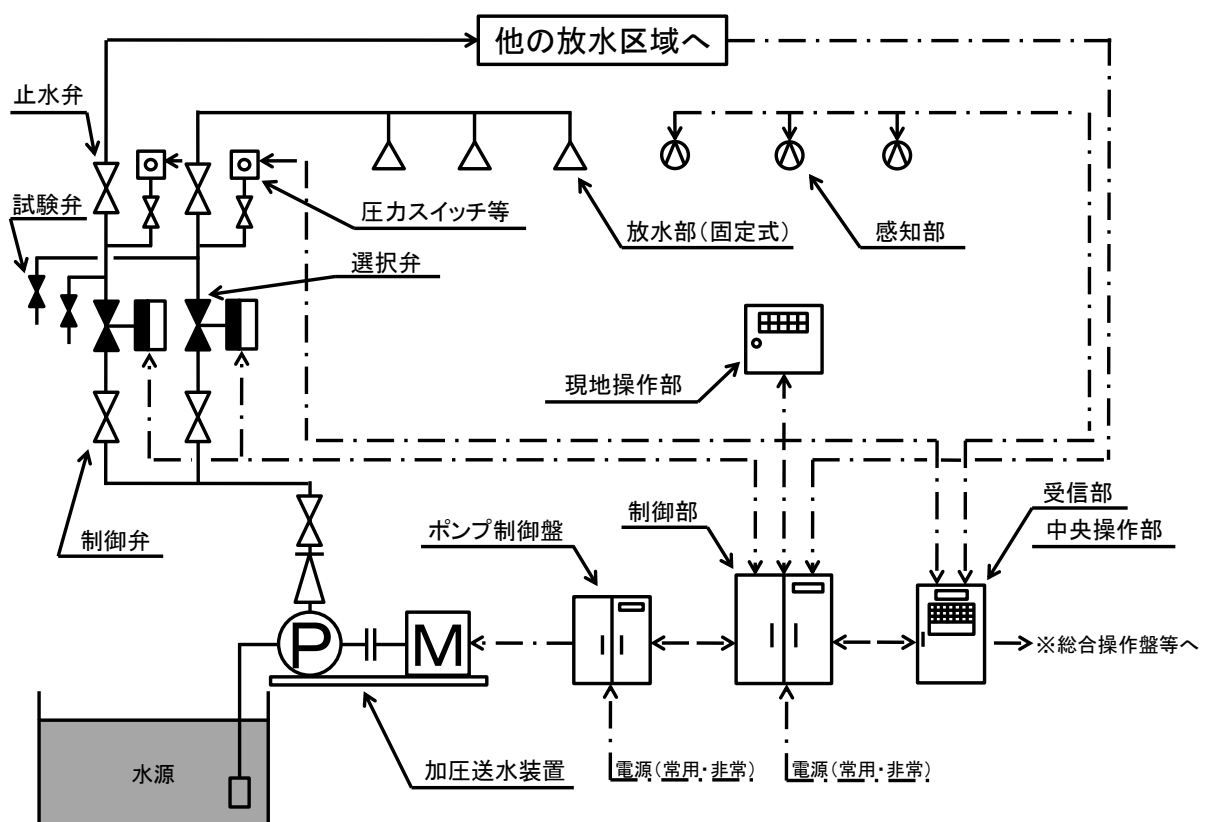 他の放水区域へ
止水弁
試験弁
圧力スイッチ等
放水部(固定式)
感知部
選択弁
現地操作部
制御弁
ポンプ制御盤
制御部
受信部
中央操作部
P
M
※総合操作盤等へ
水源
加圧送水装置
電源(常用・非常)
電源(常用・非常)